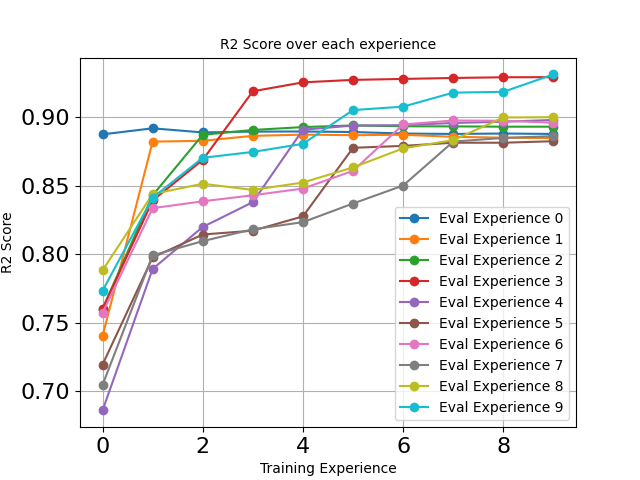 R2 Score over each experience
R2 Score
0.90
0.85
0.80
0.75
0.70
0 2 4 6 8
Training Experience
Eval Experience 0
Eval Experience 1
Eval Experience 2
Eval Experience 3
Eval Experience 4
Eval Experience 5
Eval Experience 6
Eval Experience 7
Eval Experience 8
Eval Experience 9